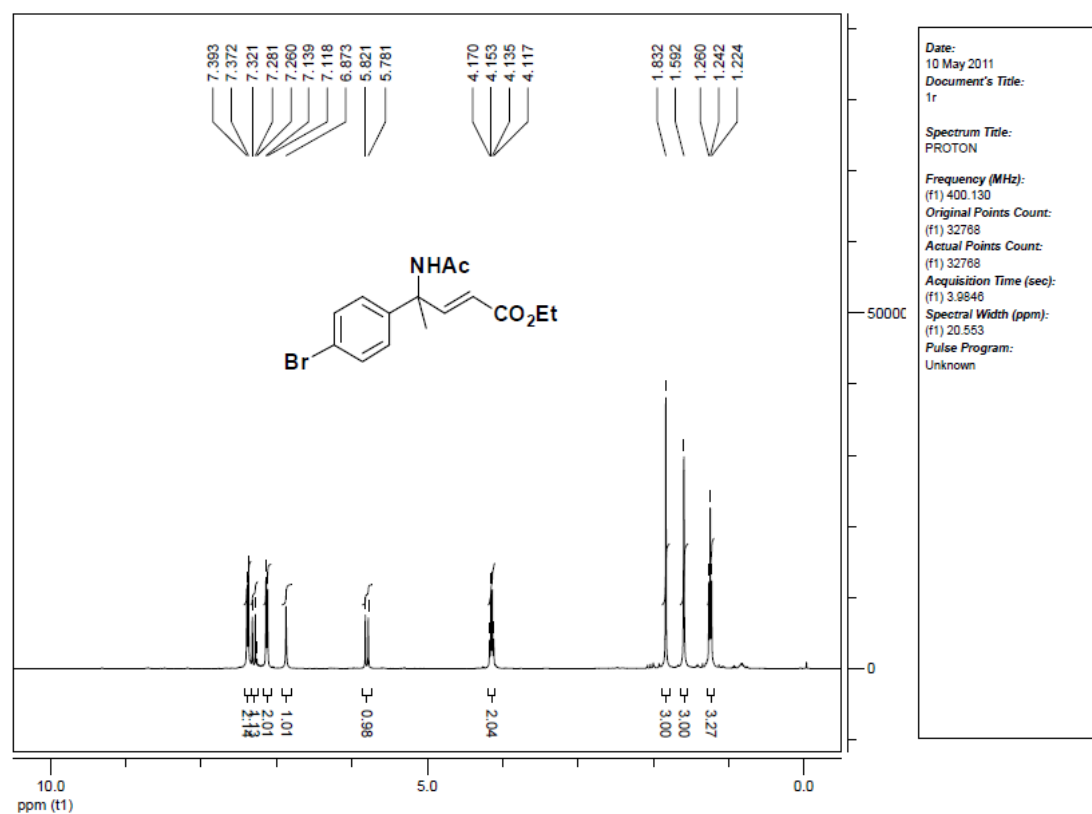 7.393
7.372
7.321
7.281
7.260
7.139
7.118
6.873
5.821
5.781
4.170
4.153
4.135
4.117
1.832
1.592
1.260
1.242
1.224
NHAc
CO2Et
Br
5000
0
2.14
1.13
2.01
1.01
0.98
2.04
3.00
3.00
3.27
10.0
5.0
0.0
ppm (t1)
Date:
10 May 2011
Document's Title:
1r
Spectrum Title:
PROTON
Frequency (MHz):
(f1) 400.130
Original Points Count:
(f1) 32768
Actual Points Count:
(f1) 32768
Acquisition Time (sec):
(f1) 3.9846
Spectral Width (ppm):
(f1) 20.553
Pulse Program:
Unknown